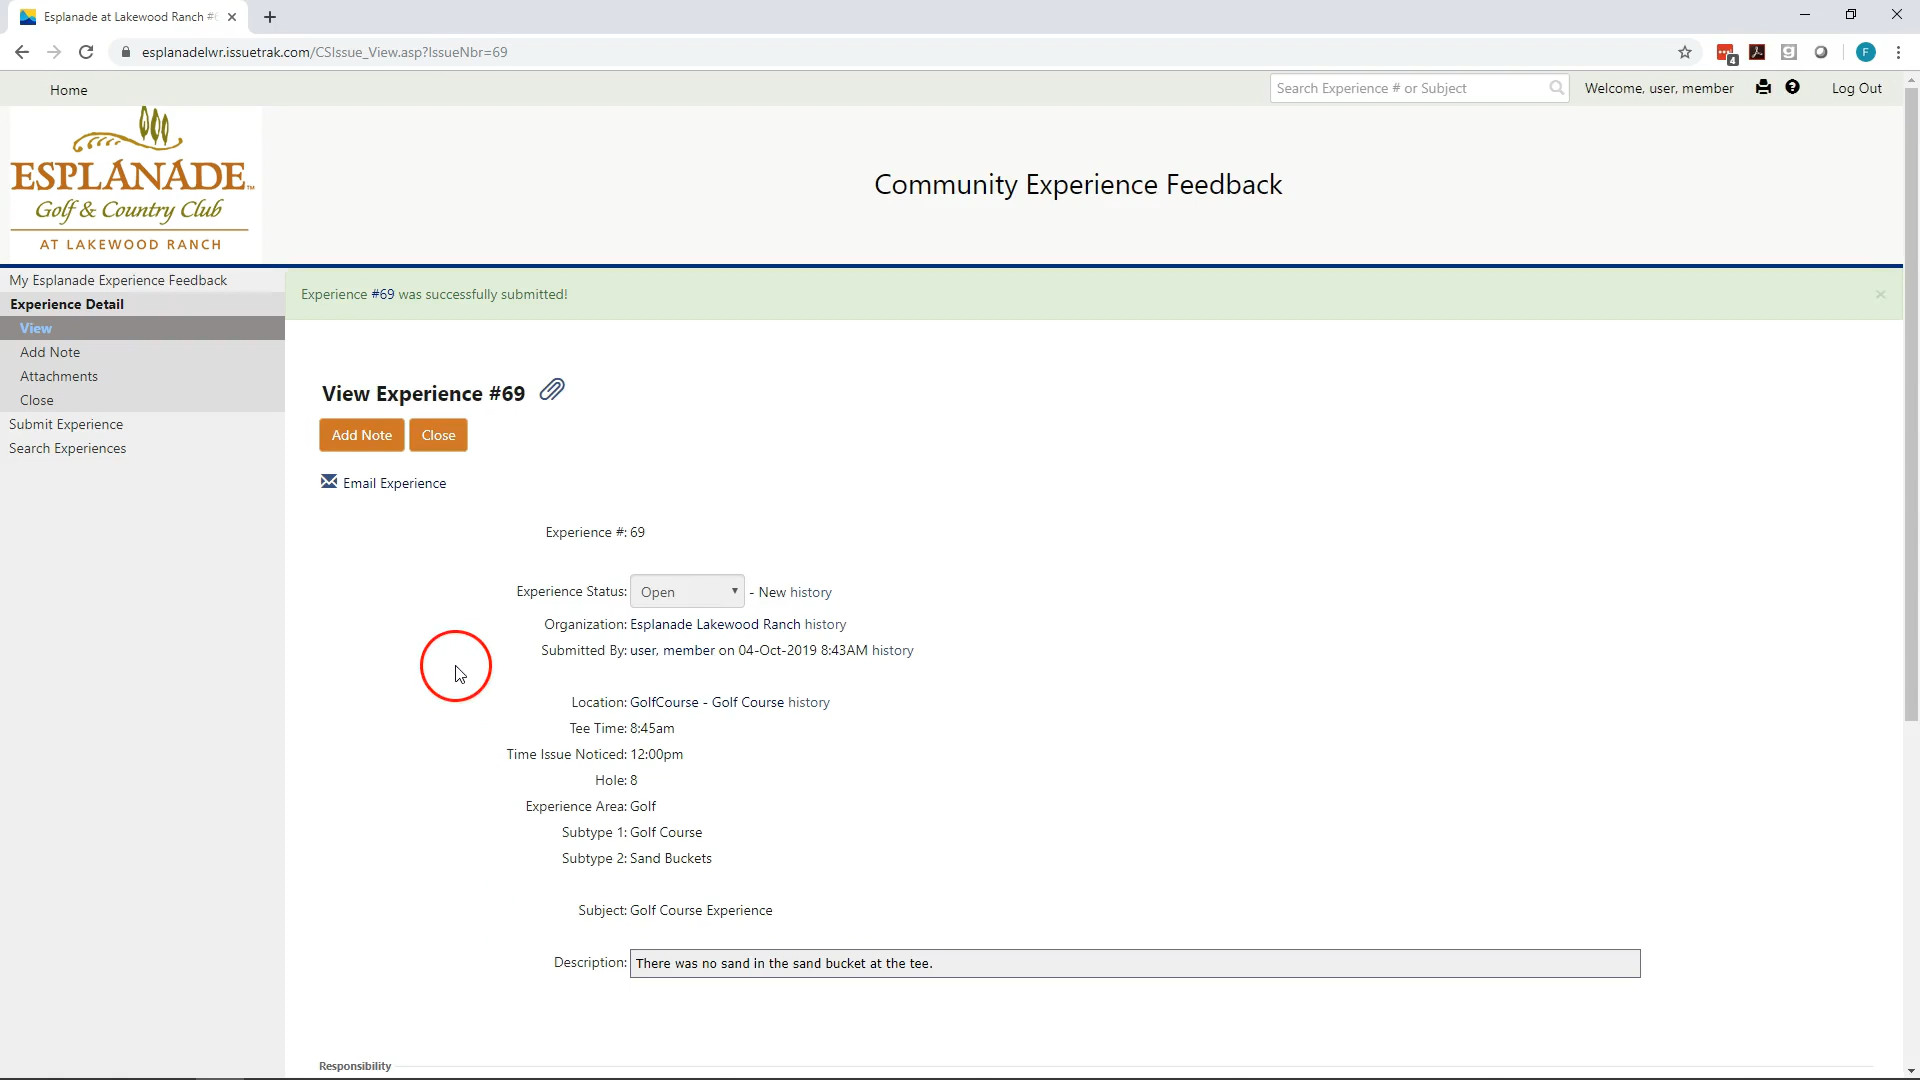 Esplanade at Lakewood Ranch #6
esplanadelwr.issuetrak.com/CSIssue_View.asp?IssueNbr=69
4
F
Home
Search Experience # or Subject
Welcome, user, member
Log Out
ESPLANADE™
Golf & Country Club
AT LAKEWOOD RANCH
Community Experience Feedback
My Esplanade Experience Feedback
Experience Detail
View
Add Note
Attachments
Close
Submit Experience
Search Experiences
Experience #69 was successfully submitted!
View Experience #69
Add Note Close
Email Experience
Experience #: 69
Experience Status: Open - New history
Organization: Esplanade Lakewood Ranch history
Submitted By: user, member on 04-Oct-2019 8:43AM history
Location: GolfCourse - Golf Course history
Tee Time: 8:45am
Time Issue Noticed: 12:00pm
Hole: 8
Experience Area: Golf
Subtype 1: Golf Course
Subtype 2: Sand Buckets
Subject: Golf Course Experience
Description: There was no sand in the sand bucket at the tee.
Responsibility